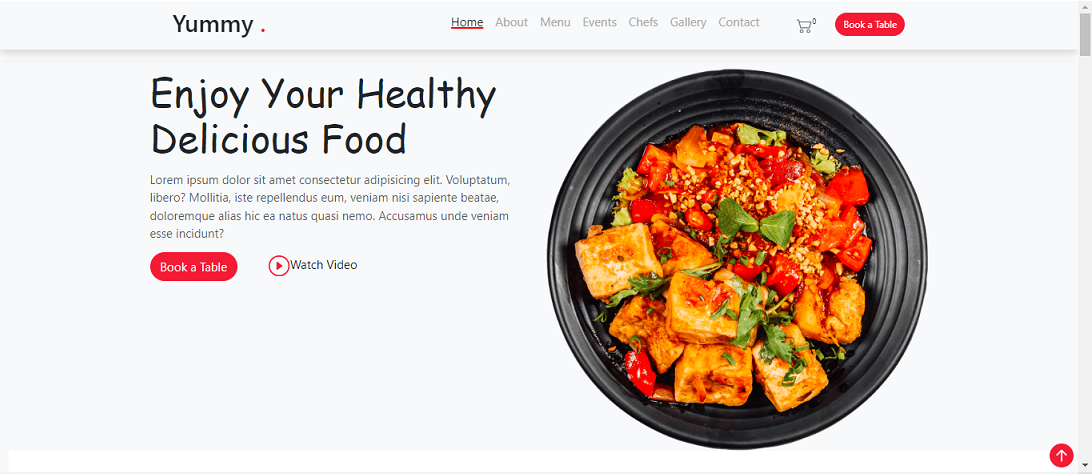 Yummy .
Home About Menu Events Chefs Gallery Contact
0
Book a Table
Enjoy Your Healthy
Delicious Food
Lorem ipsum dolor sit amet consectetur adipisicing elit. Voluptatum,
libero? Mollitia, iste repellendus eum, veniam nisi sapiente beatae,
doloremque alias hic ea natus quasi nemo. Accusamus unde veniam
esse incidunt?
Book a Table
Watch Video